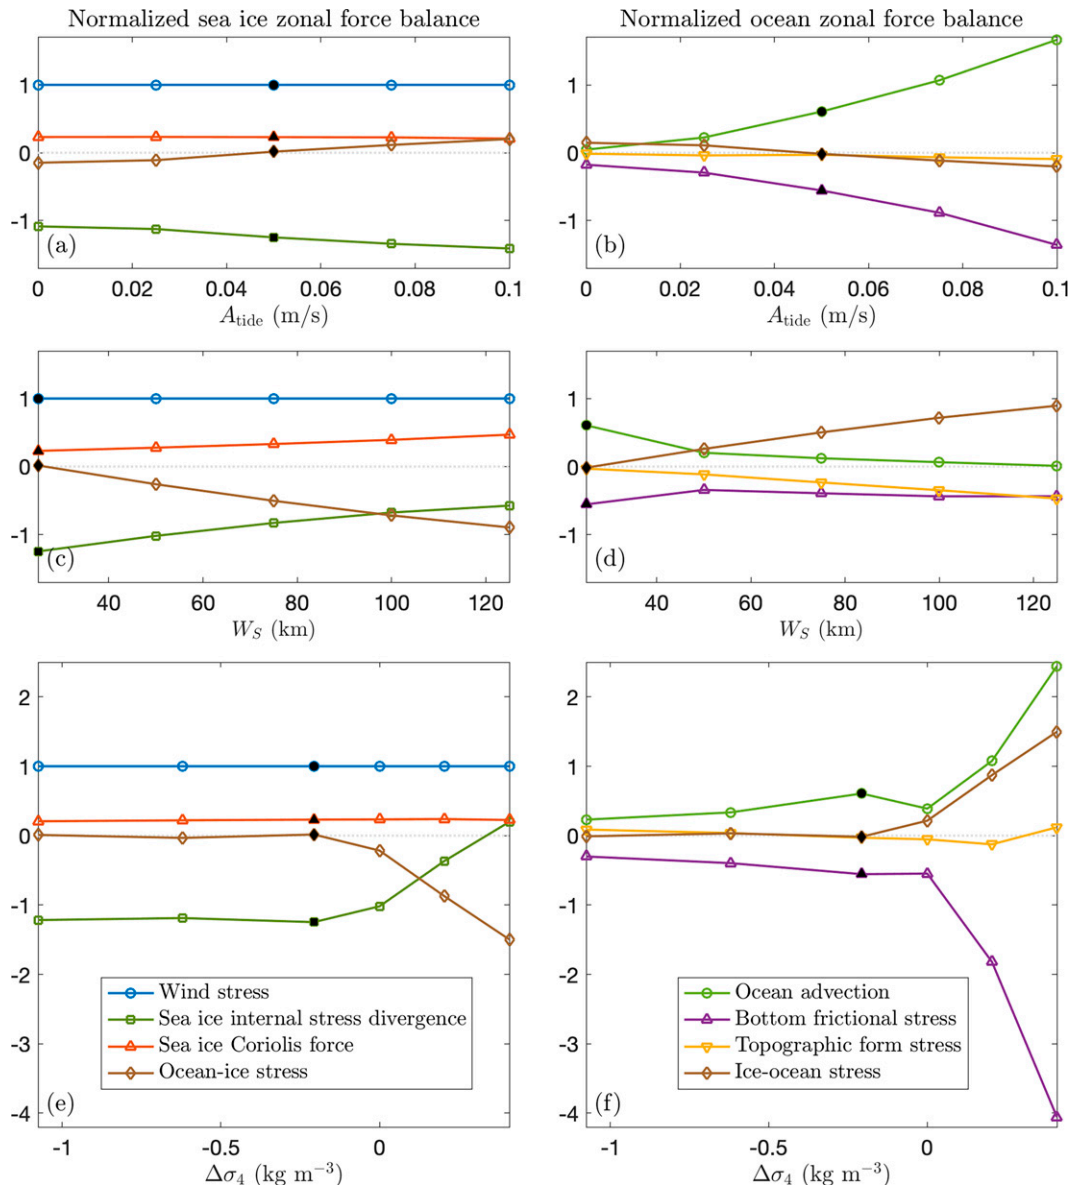 Normalized sea ice zonal force balance
Normalized ocean zonal force balance
1
0
-1
(a)
0 0.02 0.04 0.06 0.08 0.1
A_tide (m/s)
1
0
-1
(b)
0 0.02 0.04 0.06 0.08 0.1
A_tide (m/s)
1
0
-1
(c)
40 60 80 100 120
W_S (km)
1
0
-1
(d)
40 60 80 100 120
W_S (km)
2
1
0
-1
-2
-3
-4
Wind stress
Sea ice internal stress divergence
Sea ice Coriolis force
Ocean-ice stress
(e)
-1 -0.5 0
Δσ₄ (kg m⁻³)
2
1
0
-1
-2
-3
-4
Ocean advection
Bottom frictional stress
Topographic form stress
Ice-ocean stress
(f)
-1 -0.5 0
Δσ₄ (kg m⁻³)